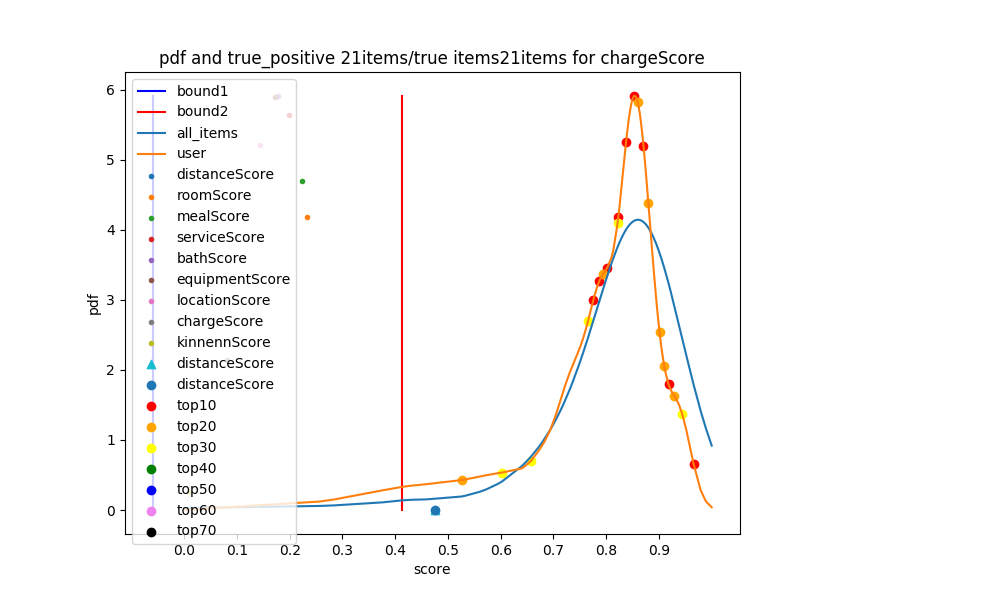 pdf and true_positive 21items/true items21items for chargeScore
pdf
6
5
4
3
2
1
0
bound1
bound2
all_items
user
distanceScore
roomScore
mealScore
serviceScore
bathScore
equipmentScore
locationScore
chargeScore
kinnennScore
distanceScore
distanceScore
top10
top20
top30
top40
top50
top60
top70
0.0 0.1 0.2 0.3 0.4 0.5 0.6 0.7 0.8 0.9
score